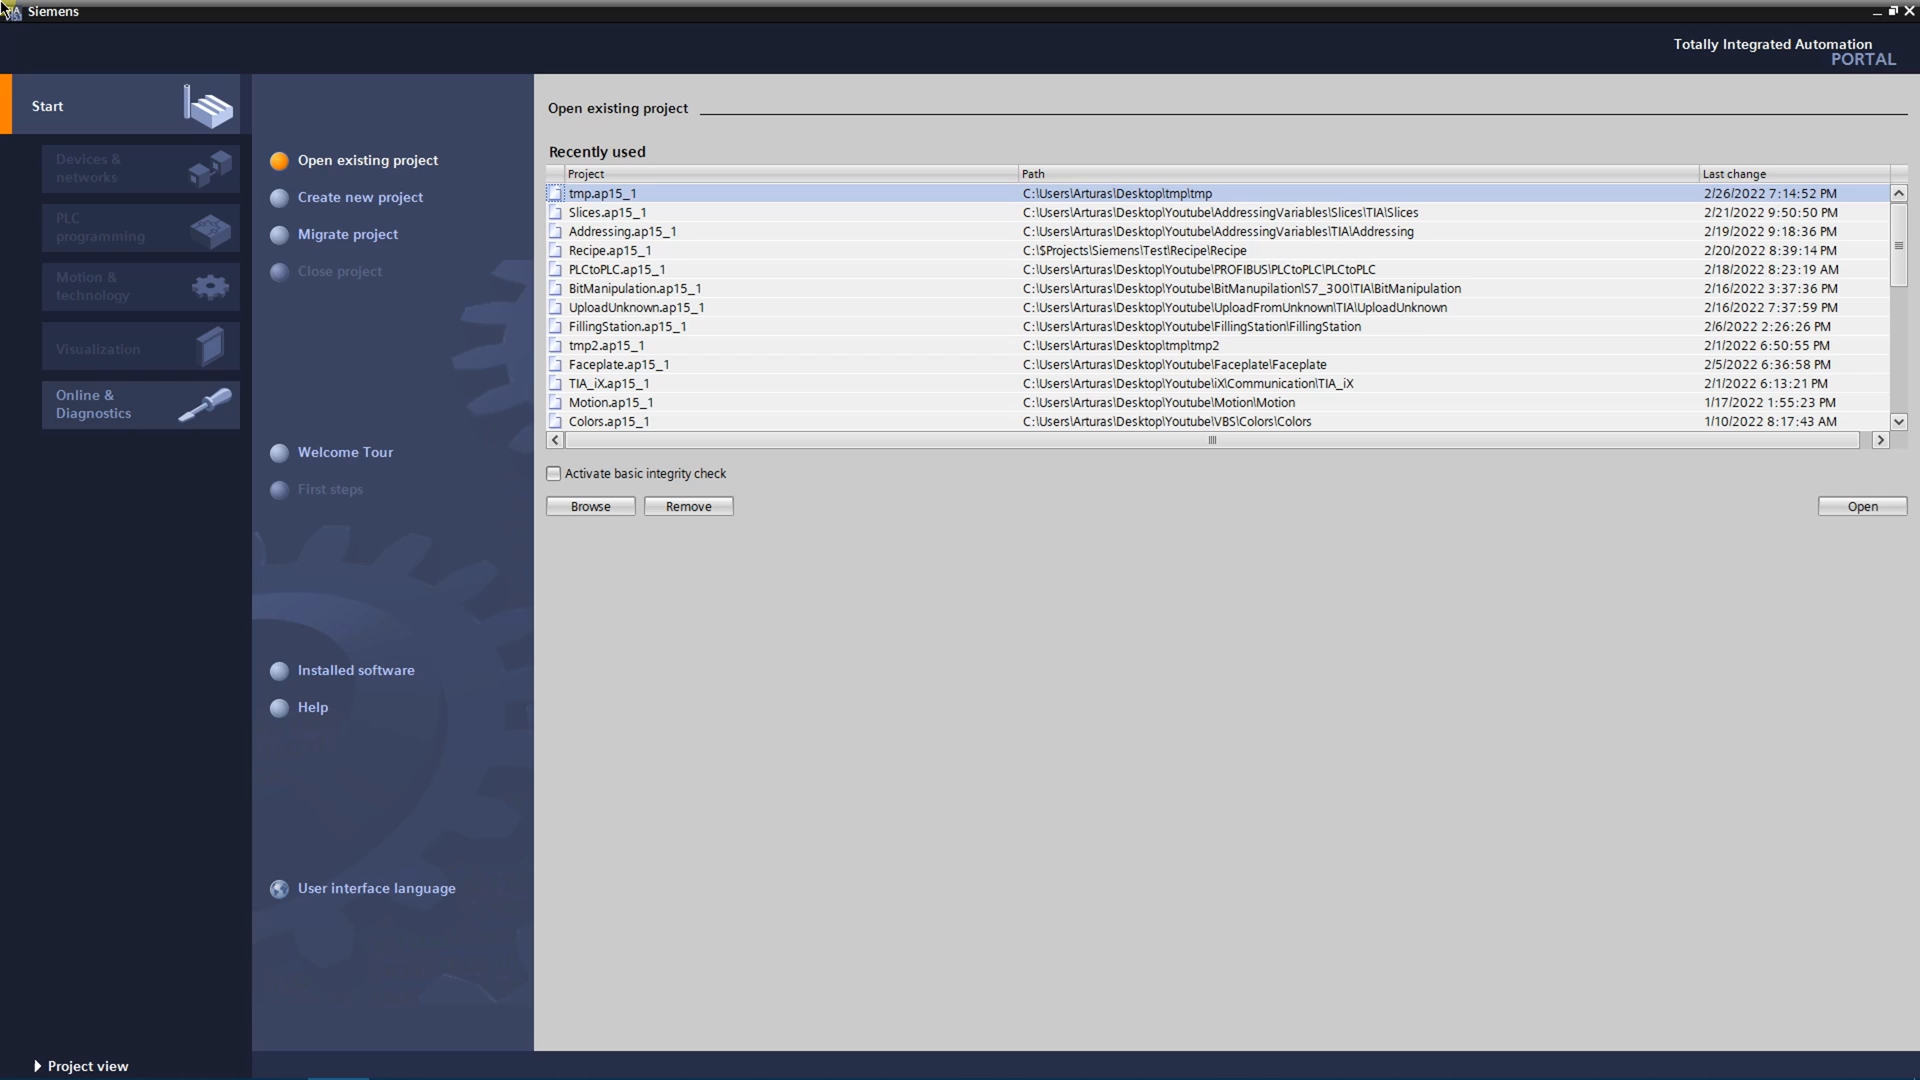 Siemens
Totally Integrated Automation
PORTAL
Start
Devices &
networks
PLC
programming
Motion &
technology
Visualization
Online &
Diagnostics
Open existing project
Create new project
Migrate project
Close project
Welcome Tour
First steps
Installed software
Help
User interface language
Open existing project
Recently used
Project Path Last change
tmp.ap15_1 C:\Users\Arturas\Desktop\tmp\tmp 2/26/2022 7:14:52 PM
Slices.ap15_1 C:\Users\Arturas\Desktop\Youtube\AddressingVariables\Slices\TIA\Slices 2/21/2022 9:50:50 PM
Addressing.ap15_1 C:\Users\Arturas\Desktop\Youtube\AddressingVariables\TIA\Addressing 2/19/2022 9:18:36 PM
Recipe.ap15_1 C:\$Projects\Siemens\Test\Recipe\Recipe 2/20/2022 8:39:14 PM
PLCtoPLC.ap15_1 C:\Users\Arturas\Desktop\Youtube\PROFIBUS\PLCtoPLC\PLCtoPLC 2/18/2022 8:23:19 AM
BitManipulation.ap15_1 C:\Users\Arturas\Desktop\Youtube\BitManupilation\S7_300\TIA\BitManipulation 2/16/2022 3:37:36 PM
UploadUnknown.ap15_1 C:\Users\Arturas\Desktop\Youtube\UploadFromUnknown\TIA\UploadUnknown 2/16/2022 7:37:59 PM
FillingStation.ap15_1 C:\Users\Arturas\Desktop\Youtube\FillingStation\FillingStation 2/6/2022 2:26:26 PM
tmp2.ap15_1 C:\Users\Arturas\Desktop\tmp\tmp2 2/1/2022 6:50:55 PM
Faceplate.ap15_1 C:\Users\Arturas\Desktop\Youtube\Faceplate\Faceplate 2/5/2022 6:36:58 PM
TIA_iX.ap15_1 C:\Users\Arturas\Desktop\Youtube\iX\Communication\TIA_iX 2/1/2022 6:13:21 PM
Motion.ap15_1 C:\Users\Arturas\Desktop\Youtube\Motion\Motion 1/17/2022 1:55:23 PM
Colors.ap15_1 C:\Users\Arturas\Desktop\Youtube\VBS\Colors\Colors 1/10/2022 8:17:43 AM
Activate basic integrity check
Browse Remove Open
Project view